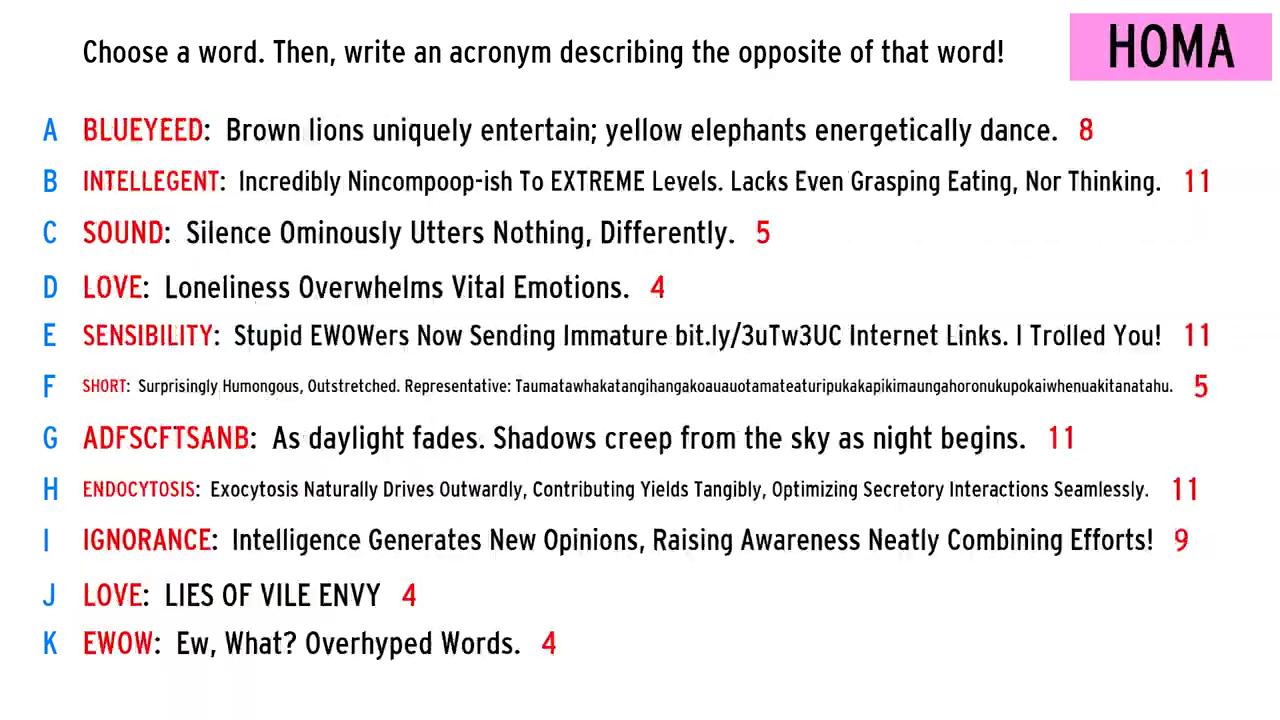 Choose a word. Then, write an acronym describing the opposite of that word!
HOMA
A BLUEYEED: Brown lions uniquely entertain; yellow elephants energetically dance. 8
B INTELLEGENT: Incredibly Nincompoop-ish To EXTREME Levels. Lacks Even Grasping Eating, Nor Thinking. 11
C SOUND: Silence Ominously Utters Nothing, Differently. 5
D LOVE: Loneliness Overwhelms Vital Emotions. 4
E SENSIBILITY: Stupid EWOWers Now Sending Immature bit.ly/3uTw3UC Internet Links. I Trolled You! 11
F SHORT: Surprisingly Humongous, Outstretched. Representative: Taumatawhakatangihangakoauauotamateaturipukakapikimaungahoronukupokaiwhenuakitanatahu. 5
G ADFSCFTSANB: As daylight fades. Shadows creep from the sky as night begins. 11
H ENDOCYTOSIS: Exocytosis Naturally Drives Outwardly, Contributing Yields Tangibly, Optimizing Secretory Interactions Seamlessly. 11
I IGNORANCE: Intelligence Generates New Opinions, Raising Awareness Neatly Combining Efforts! 9
J LOVE: LIES OF VILE ENVY 4
K EWOW: Ew, What? Overhyped Words. 4